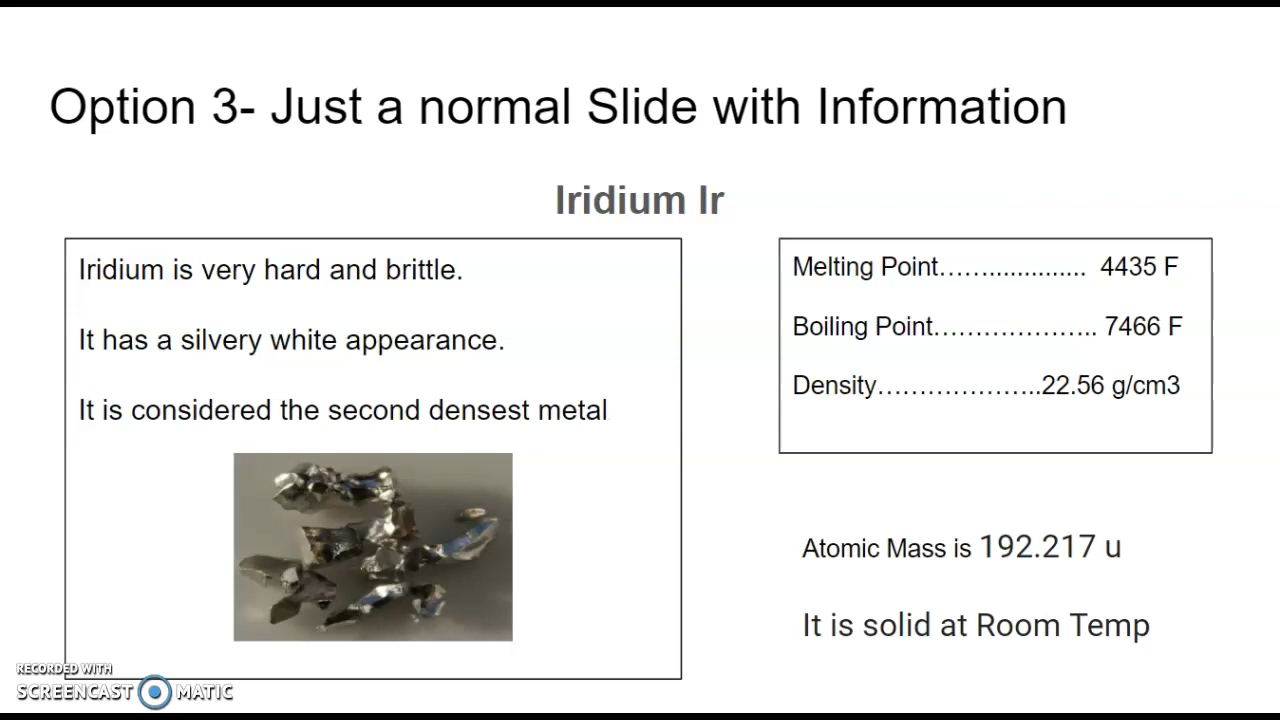 Option 3- Just a normal Slide with Information
Iridium Ir
Iridium is very hard and brittle.
It has a silvery white appearance.
It is considered the second densest metal
Melting Point…….............. 4435 F
Boiling Point……………….. 7466 F
Density………………..22.56 g/cm3
Atomic Mass is 192.217 u
It is solid at Room Temp
RECORDED WITH
SCREENCAST MATIC